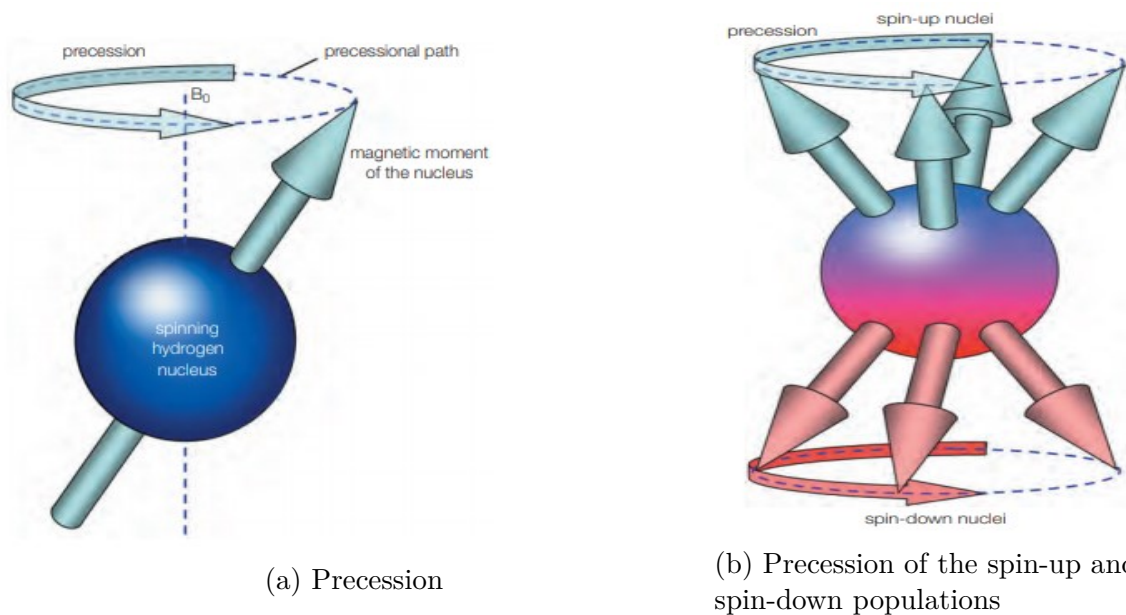 precession
precessional path
B0
magnetic moment
of the nucleus
spinning
hydrogen
nucleus
(a) Precession
spin-up nuclei
precession
spin-down nuclei
(b) Precession of the spin-up and
spin-down populations